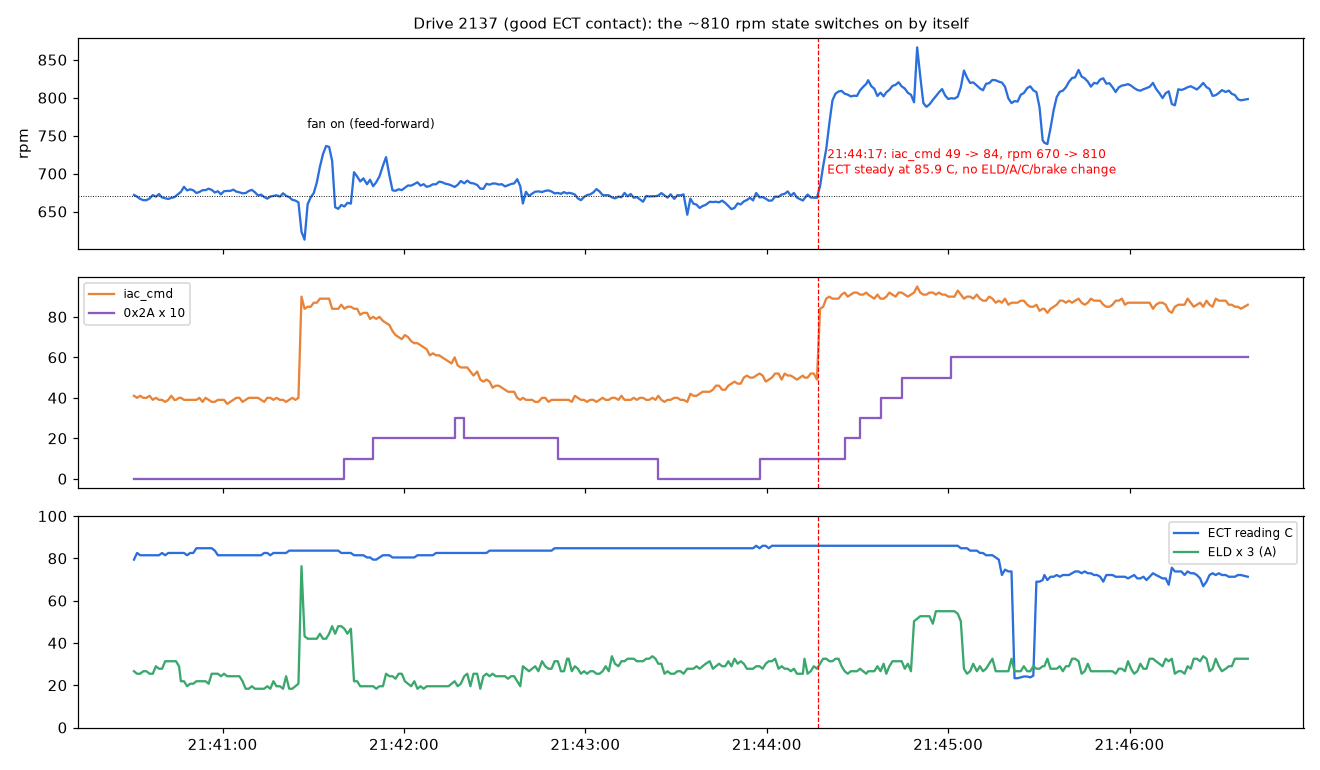 Drive 2137 (good ECT contact): the ~810 rpm state switches on by itself
850
800
750
700
650
rpm
fan on (feed-forward)
21:44:17: iac_cmd 49 -> 84, rpm 670 -> 810
ECT steady at 85.9 C, no ELD/A/C/brake change
80
60
40
20
0
iac_cmd
0x2A x 10
100
80
60
40
20
0
ECT reading C
ELD x 3 (A)
21:41:00
21:42:00
21:43:00
21:44:00
21:45:00
21:46:00